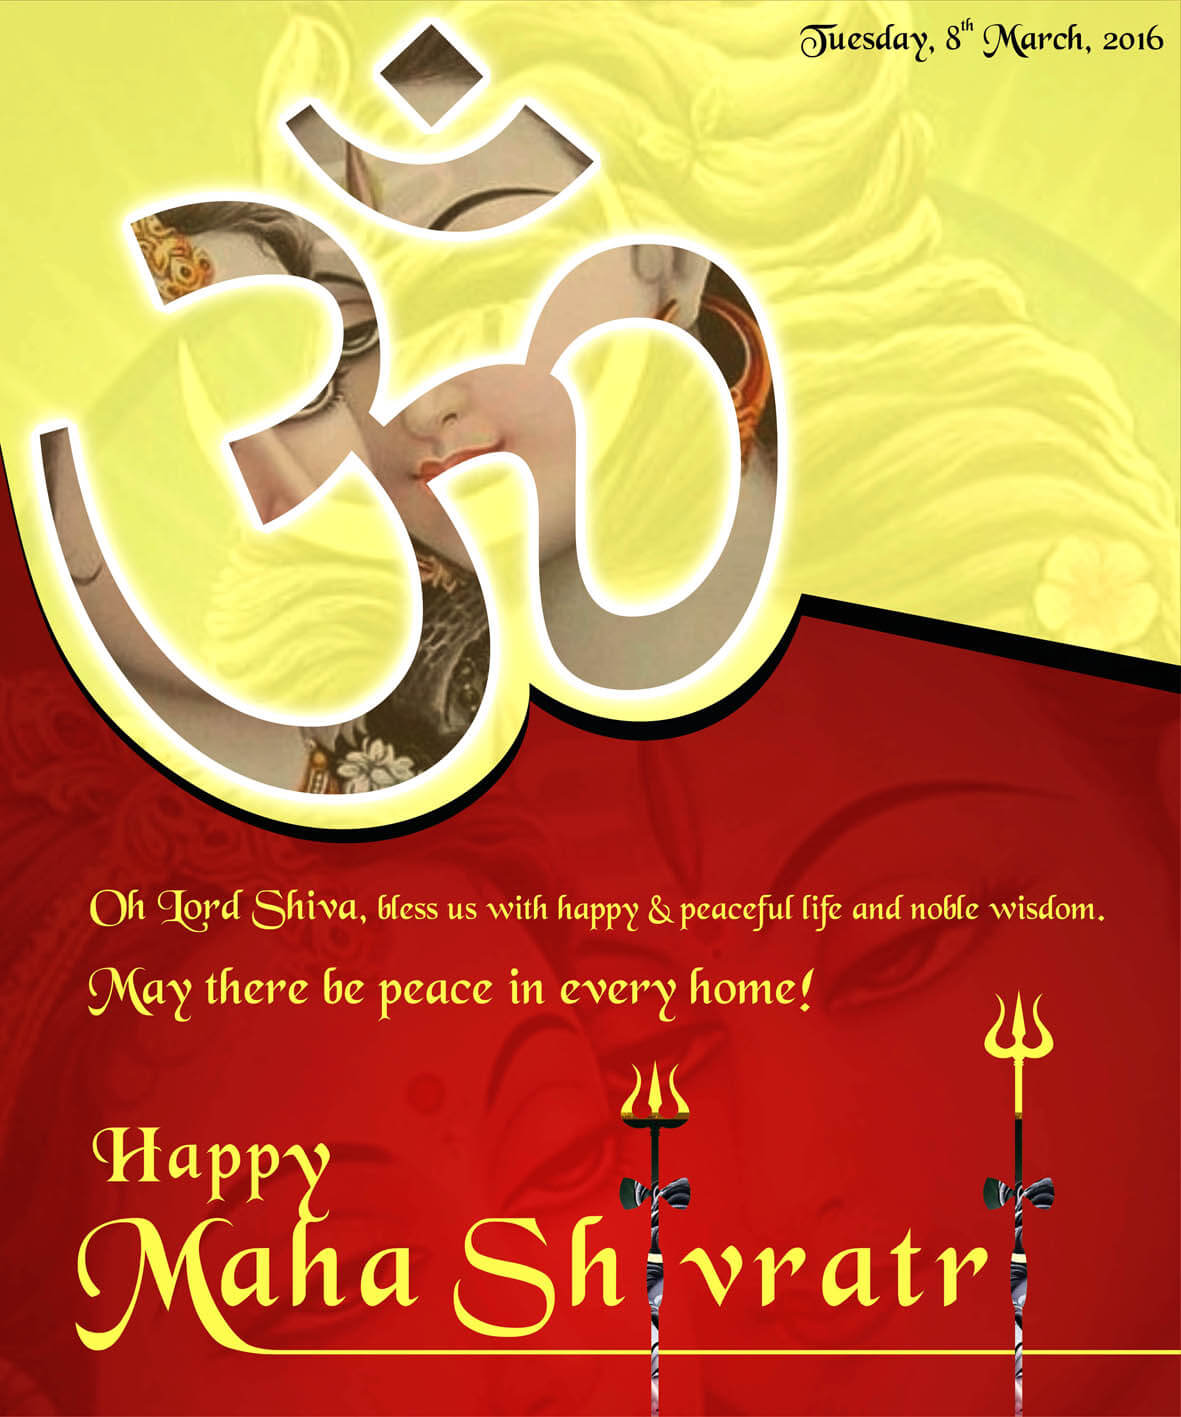 Tuesday, 8th March, 2016
ॐ
Oh Lord Shiva, bless us with happy & peaceful life and noble wisdom.
May there be peace in every home!
Happy
Maha Shivratri